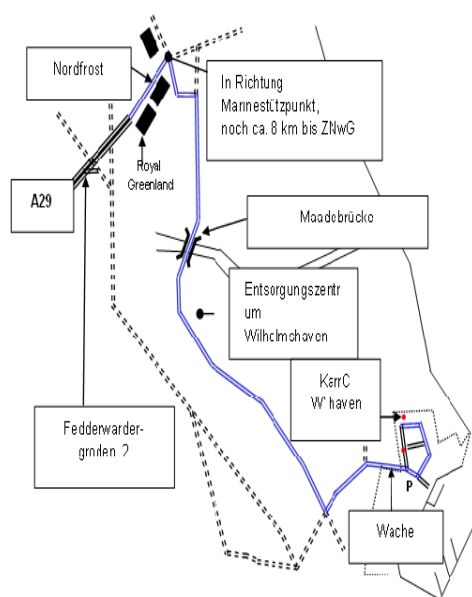 Nordfrost
In Richtung
Marinestützpunkt,
noch ca. 8 km bis ZNwG
Royal
Greenland
A29
Maadebrücke
Entsorgungszentr
um
Wilhelmshaven
KarrC
W'haven
Fedderwarder-
groden 2
P
Wache